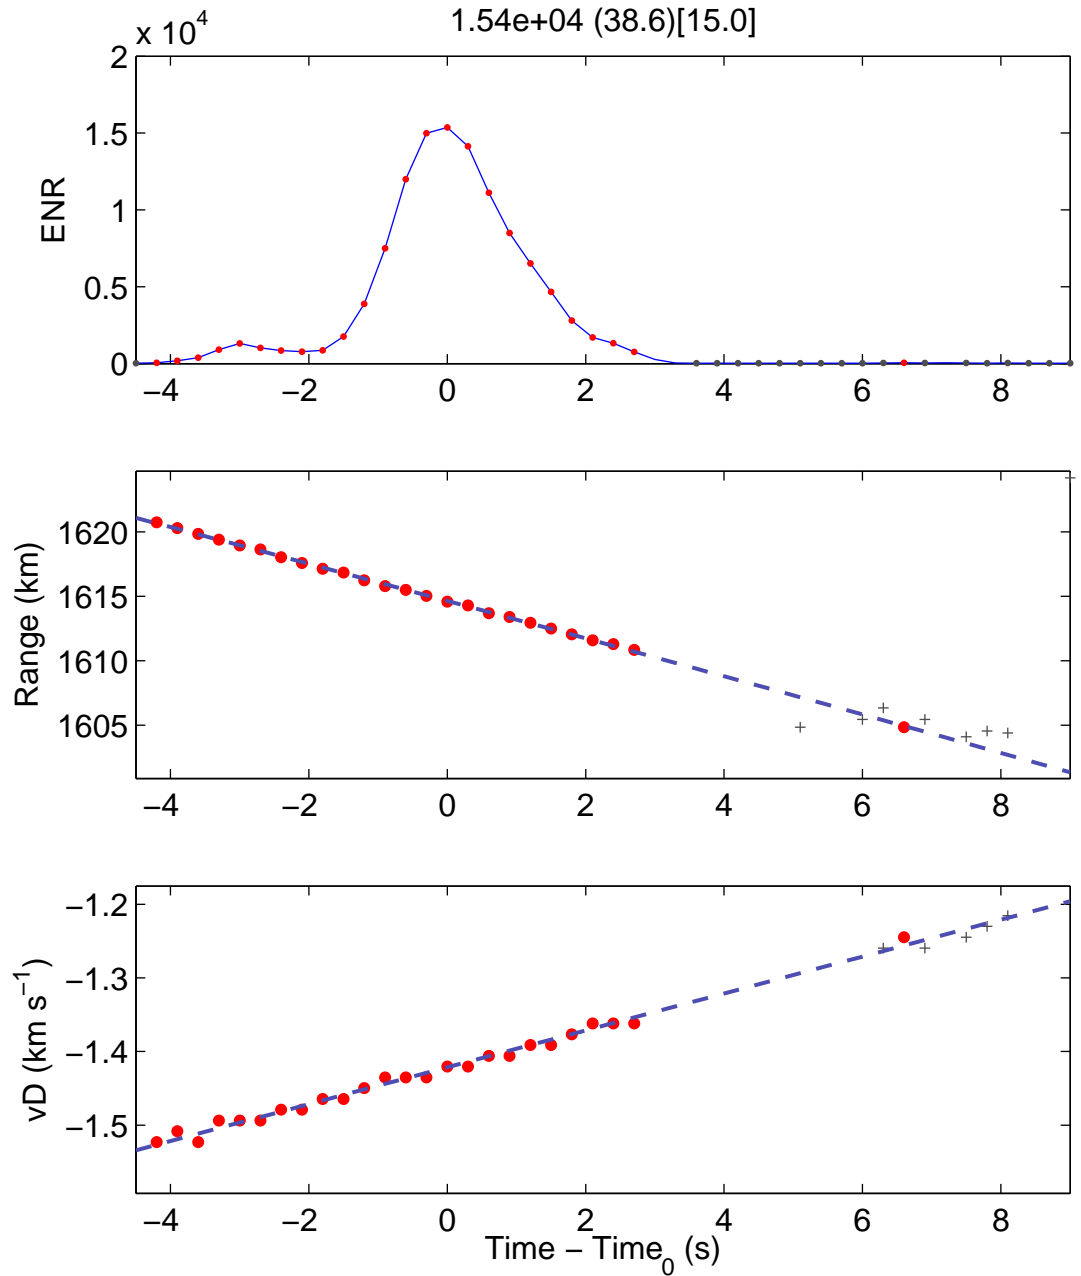 1.54e+04 (38.6)[15.0]
x 10^4
2
1.5
1
0.5
0
ENR
−4 −2 0 2 4 6 8
1620
1615
1610
1605
Range (km)
−4 −2 0 2 4 6 8
−1.2
−1.3
−1.4
−1.5
vD (km s^−1)
−4 −2 0 2 4 6 8
Time − Time_0 (s)